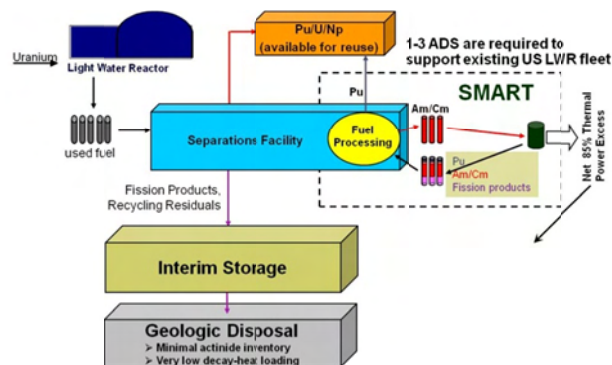 Uranium
Light Water Reactor
used fuel
Pu/U/Np
(available for reuse)
1-3 ADS are required to
support existing US LWR fleet
Pu
SMART
Am/Cm
Separations Facility
Fuel
Processing
Pu
Am/Cm
Fission products
Net 85% Thermal
Power Excess
Fission Products,
Recycling Residuals
Interim Storage
Geologic Disposal
➢ Minimal actinide inventory
➢ Very low decay-heat loading